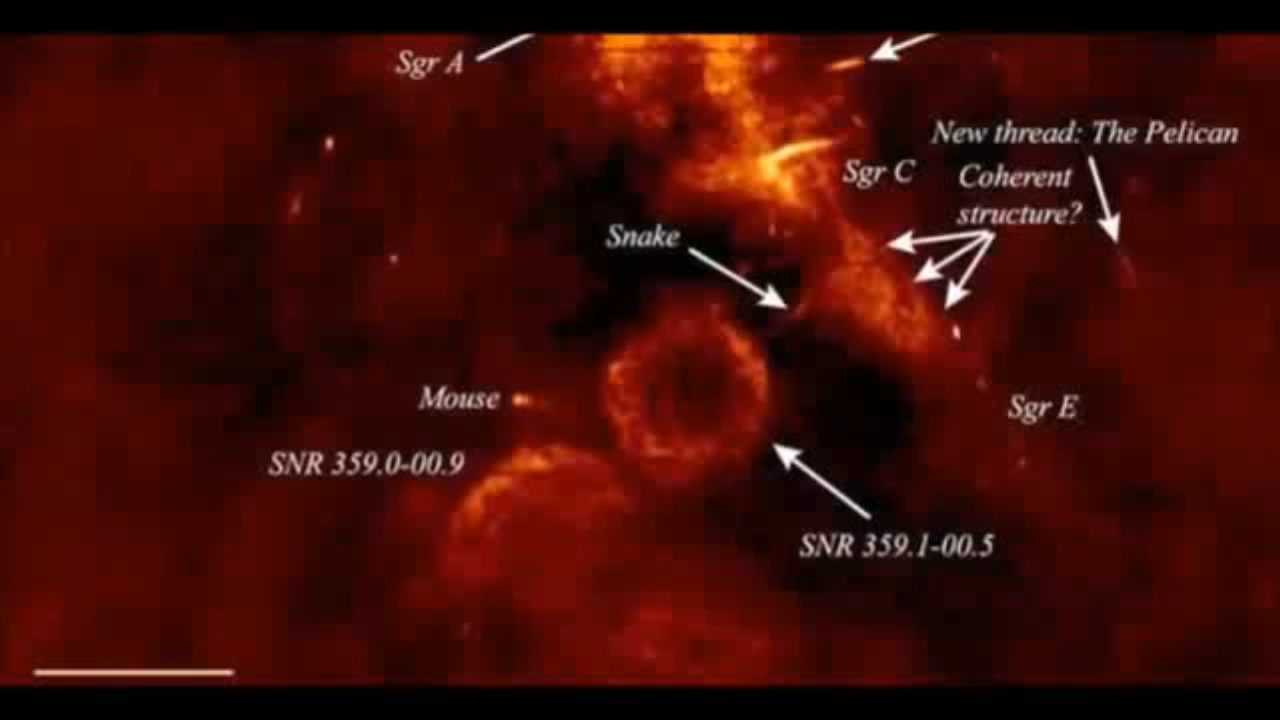 Sgr A
New thread: The Pelican
Sgr C
Coherent
structure?
Snake
Mouse
Sgr E
SNR 359.0-00.9
SNR 359.1-00.5